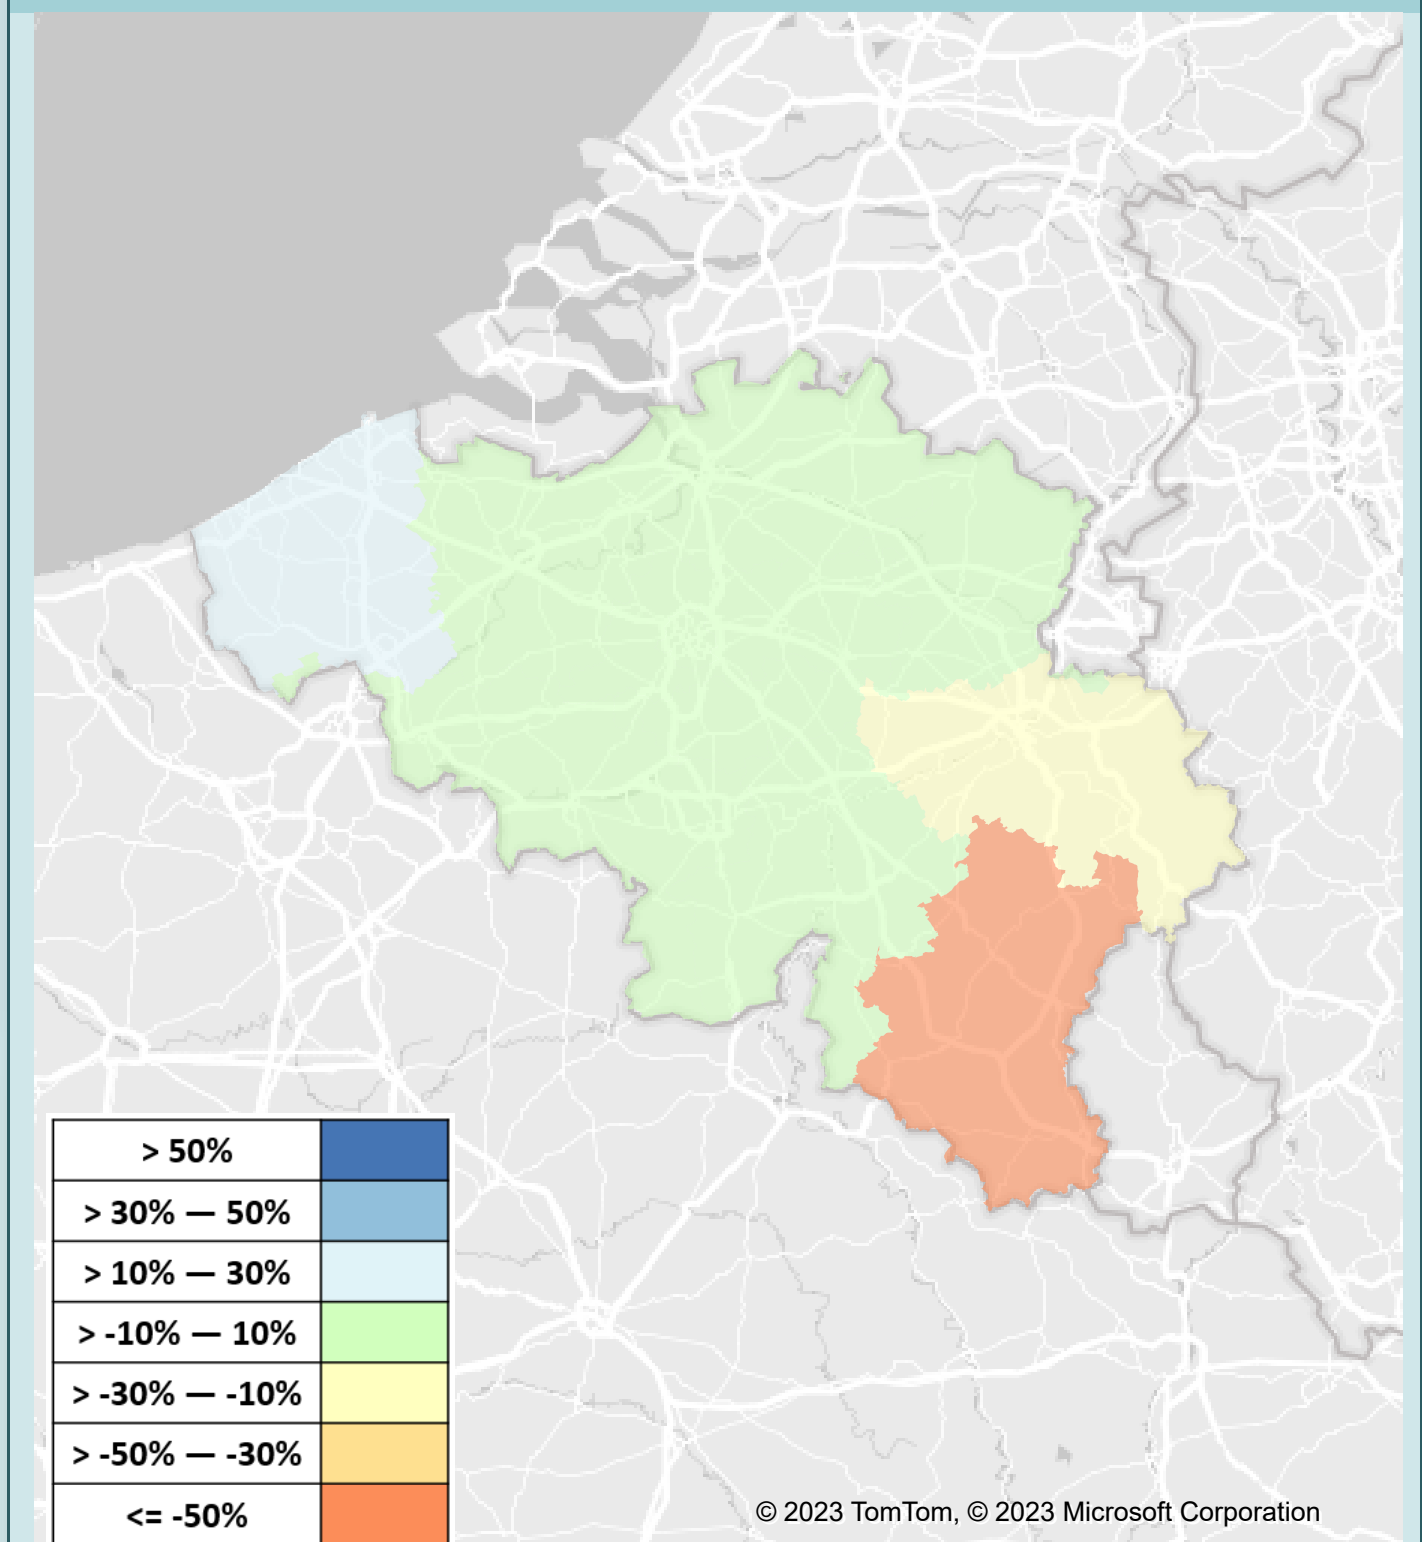 > 50%
> 30% — 50%
> 10% — 30%
> -10% — 10%
> -30% — -10%
> -50% — -30%
<= -50%
© 2023 TomTom, © 2023 Microsoft Corporation